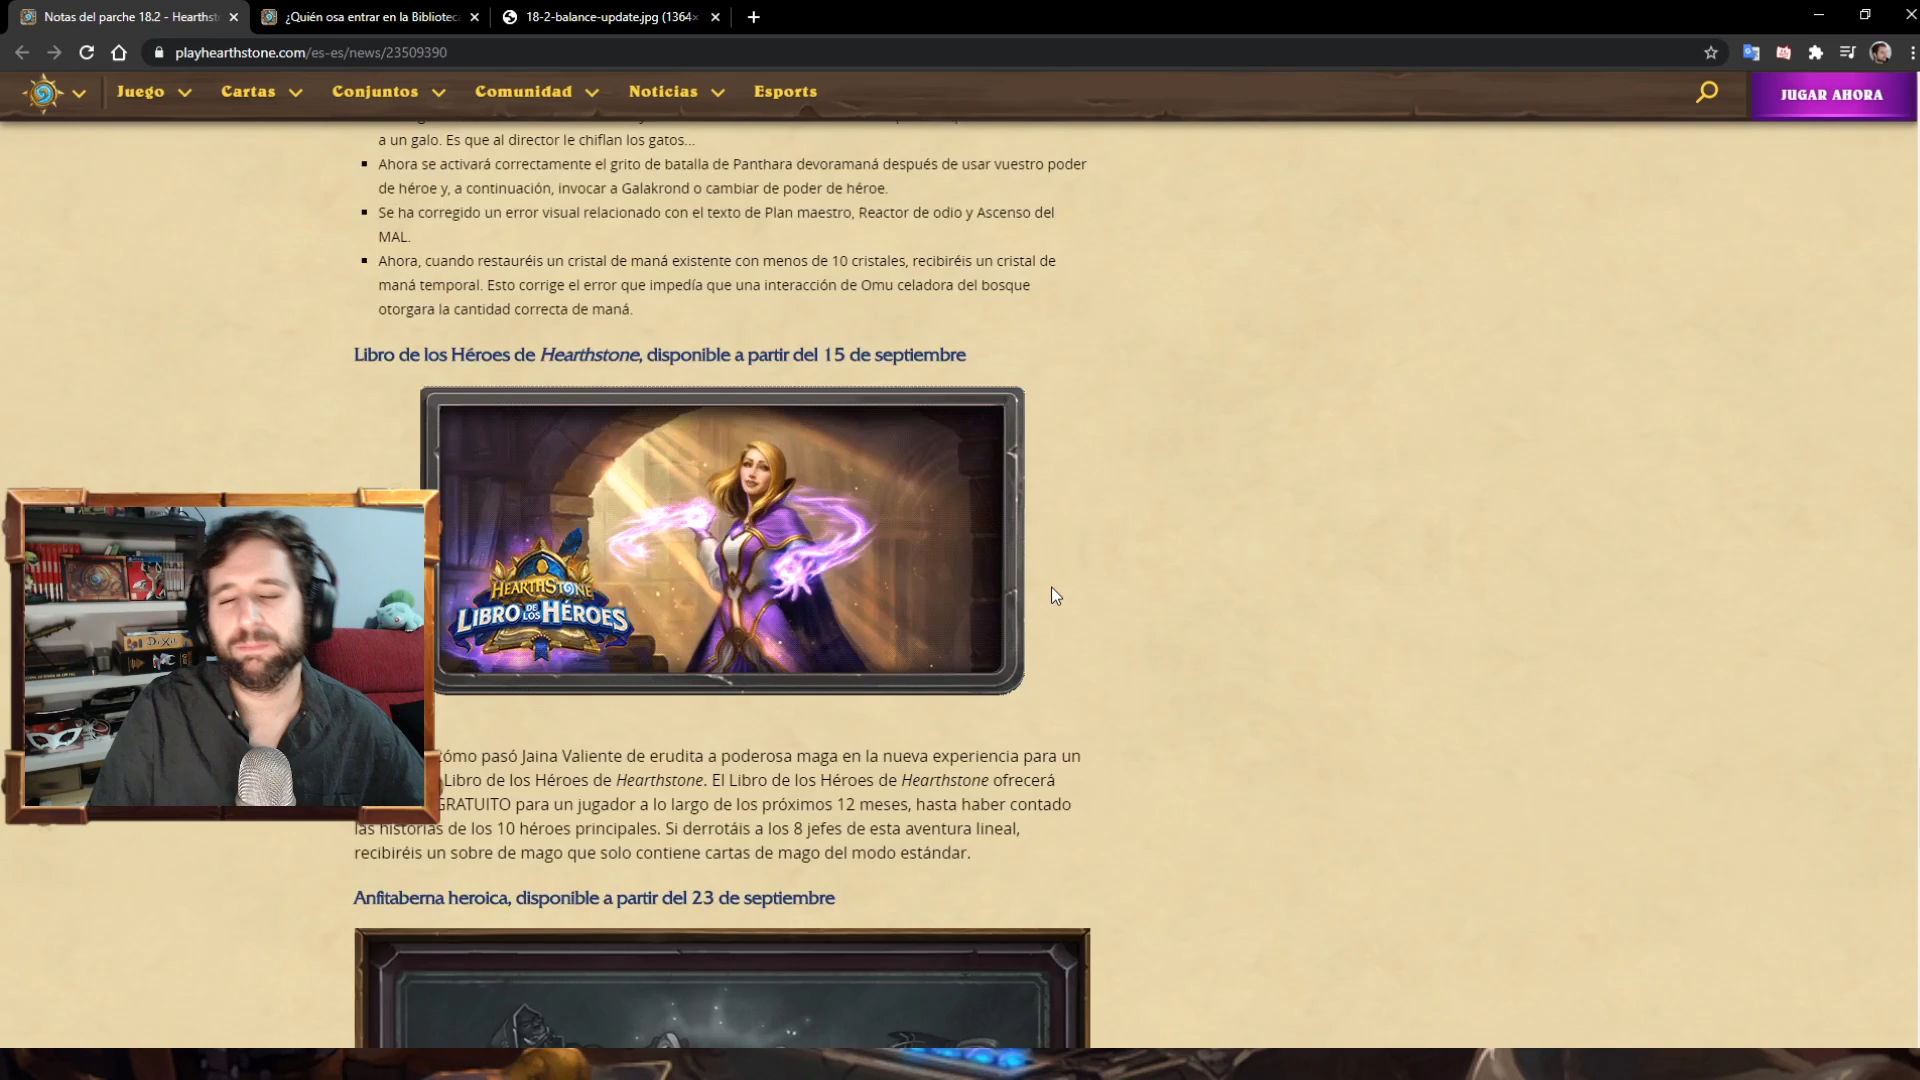 Notas del parche 18.2 - Hearthst
¿Quién osa entrar en la Bibliotec
18-2-balance-update.jpg (1364×
playhearthstone.com/es-es/news/23509390
Juego
Cartas
Conjuntos
Comunidad
Noticias
Esports
JUGAR AHORA
a un galo. Es que al director le chiflan los gatos...
Ahora se activará correctamente el grito de batalla de Panthara devoramaná después de usar vuestro poder
de héroe y, a continuación, invocar a Galakrond o cambiar de poder de héroe.
Se ha corregido un error visual relacionado con el texto de Plan maestro, Reactor de odio y Ascenso del
MAL.
Ahora, cuando restauréis un cristal de maná existente con menos de 10 cristales, recibiréis un cristal de
maná temporal. Esto corrige el error que impedía que una interacción de Omu celadora del bosque
otorgara la cantidad correcta de maná.
Libro de los Héroes de Hearthstone, disponible a partir del 15 de septiembre
HEARTHSTONE
LIBRO DE LOS HÉROES
DIXIT
cómo pasó Jaina Valiente de erudita a poderosa maga en la nueva experiencia para un
Libro de los Héroes de Hearthstone. El Libro de los Héroes de Hearthstone ofrecerá
GRATUITO para un jugador a lo largo de los próximos 12 meses, hasta haber contado
las historias de los 10 héroes principales. Si derrotáis a los 8 jefes de esta aventura lineal,
recibiréis un sobre de mago que solo contiene cartas de mago del modo estándar.
Anfitaberna heroica, disponible a partir del 23 de septiembre